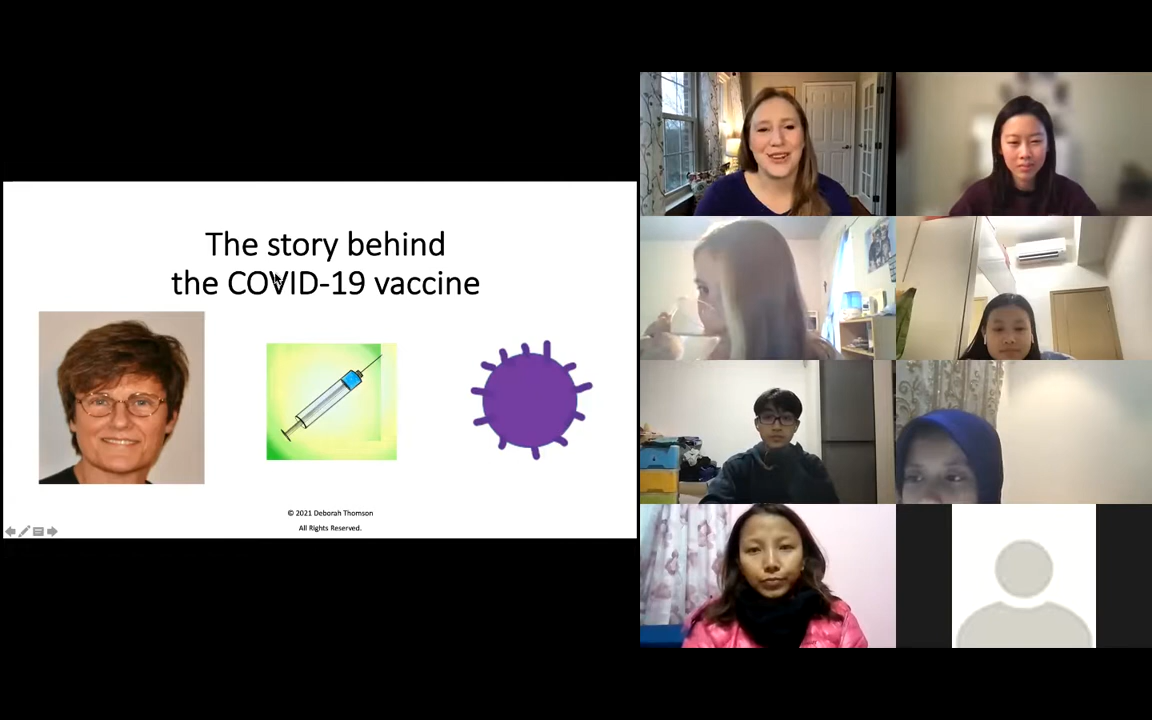 The story behind
the COVID-19 vaccine
© 2021 Deborah Thomson
All Rights Reserved.